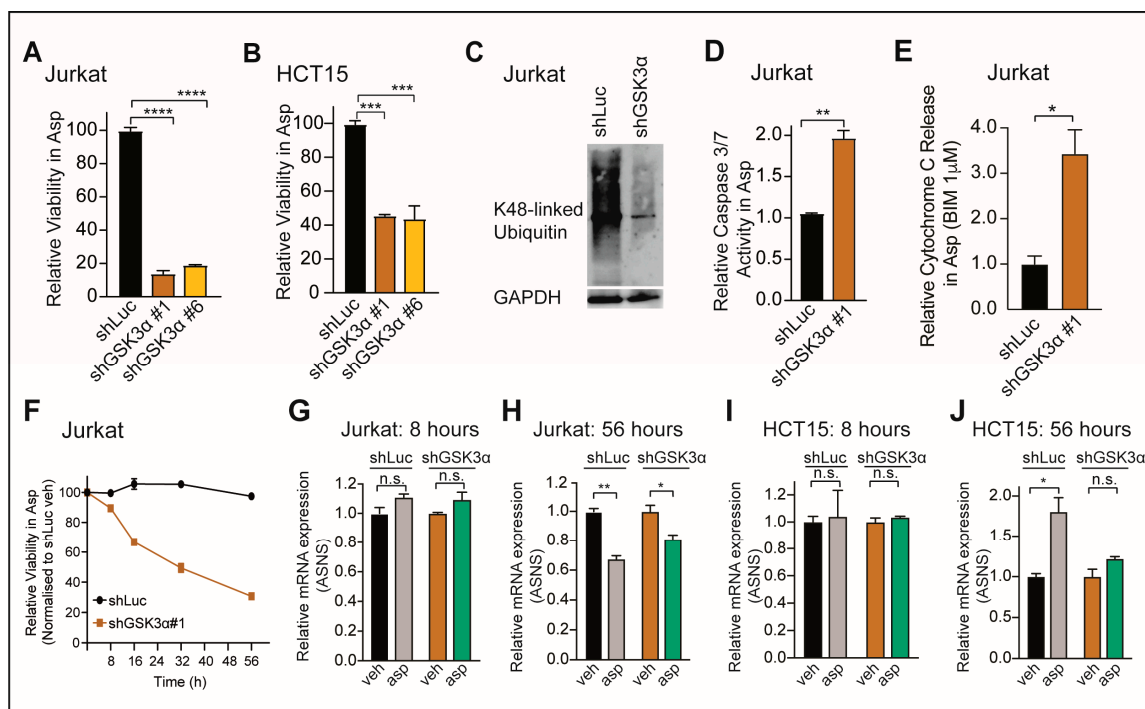 A
Jurkat
****
****
Relative Viability in Asp
100
80
60
40
20
0
shLuc
shGSK3α #1
shGSK3α #6
B
HCT15
***
***
Relative Viability in Asp
100
80
60
40
20
0
shLuc
shGSK3α #1
shGSK3α #6
C
Jurkat
shLuc
shGSK3α
K48-linked
Ubiquitin
GAPDH
D
Jurkat
**
Relative Caspase 3/7
Activity in Asp
2.0
1.5
1.0
0.5
0.0
shLuc
shGSK3α #1
E
Jurkat
*
Relative Cytochrome C Release
in Asp (BIM 1μM)
4.0
3.0
2.0
1.0
0.0
shLuc
shGSK3α #1
F
Jurkat
Relative Viability in Asp
(Normalised to shLuc veh)
100
80
60
40
20
0
shLuc
shGSK3α#1
8 16 24 32 40 48 56
Time (h)
G
Jurkat: 8 hours
shLuc shGSK3α
n.s. n.s.
Relative mRNA expression
(ASNS)
1.4
1.2
1.0
0.8
0.6
0.4
0.2
0.0
veh asp veh asp
H
Jurkat: 56 hours
shLuc shGSK3α
** *
Relative mRNA expression
(ASNS)
1.2
1.0
0.8
0.6
0.4
0.2
0.0
veh asp veh asp
I
HCT15: 8 hours
shLuc shGSK3α
n.s. n.s.
Relative mRNA expression
(ASNS)
1.4
1.2
1.0
0.8
0.6
0.4
0.2
0.0
veh asp veh asp
J
HCT15: 56 hours
shLuc shGSK3α
* n.s.
Relative mRNA expression
(ASNS)
2.0
1.5
1.0
0.5
0.0
veh asp veh asp